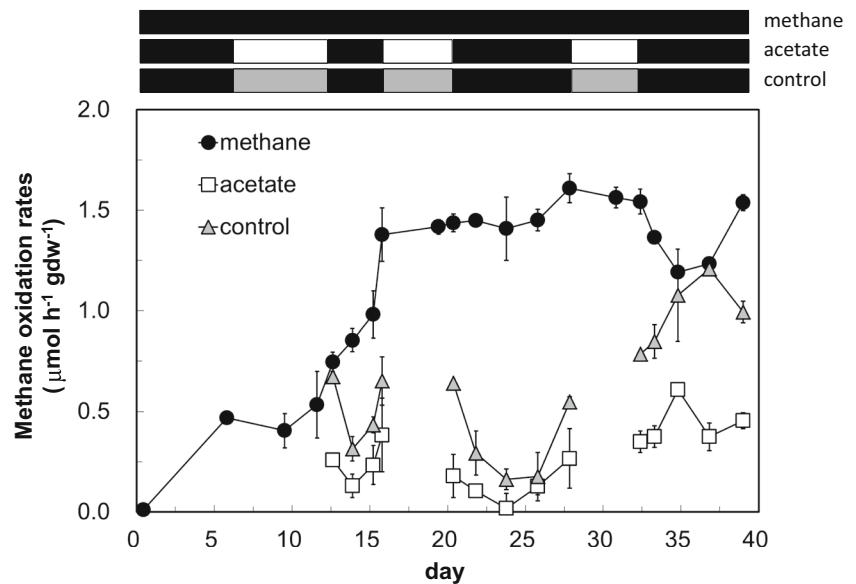 methane
acetate
control
2.0
1.5
1.0
0.5
0.0
Methane oxidation rates
( μmol h⁻¹ gdw⁻¹)
methane
acetate
control
0 5 10 15 20 25 30 35 40
day